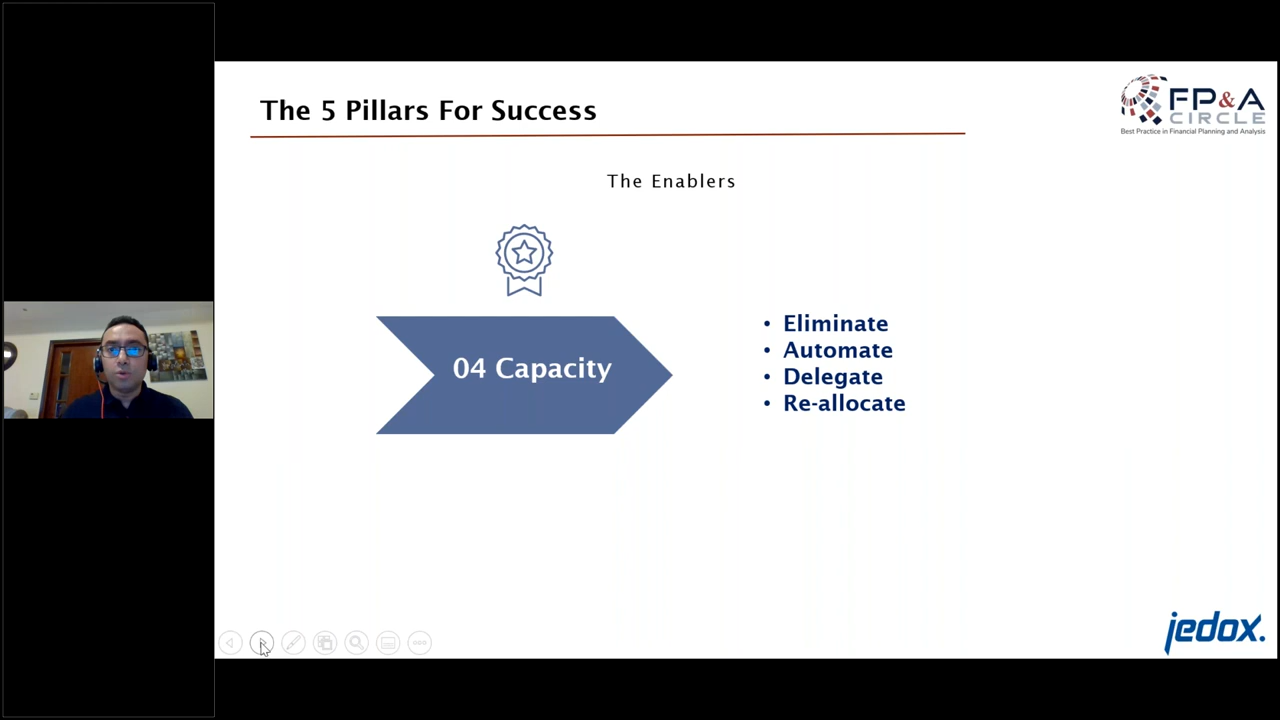 The 5 Pillars For Success
FP&A
CIRCLE
Best Practice in Financial Planning and Analysis
The Enablers
04 Capacity
• Eliminate
• Automate
• Delegate
• Re-allocate
jedox.